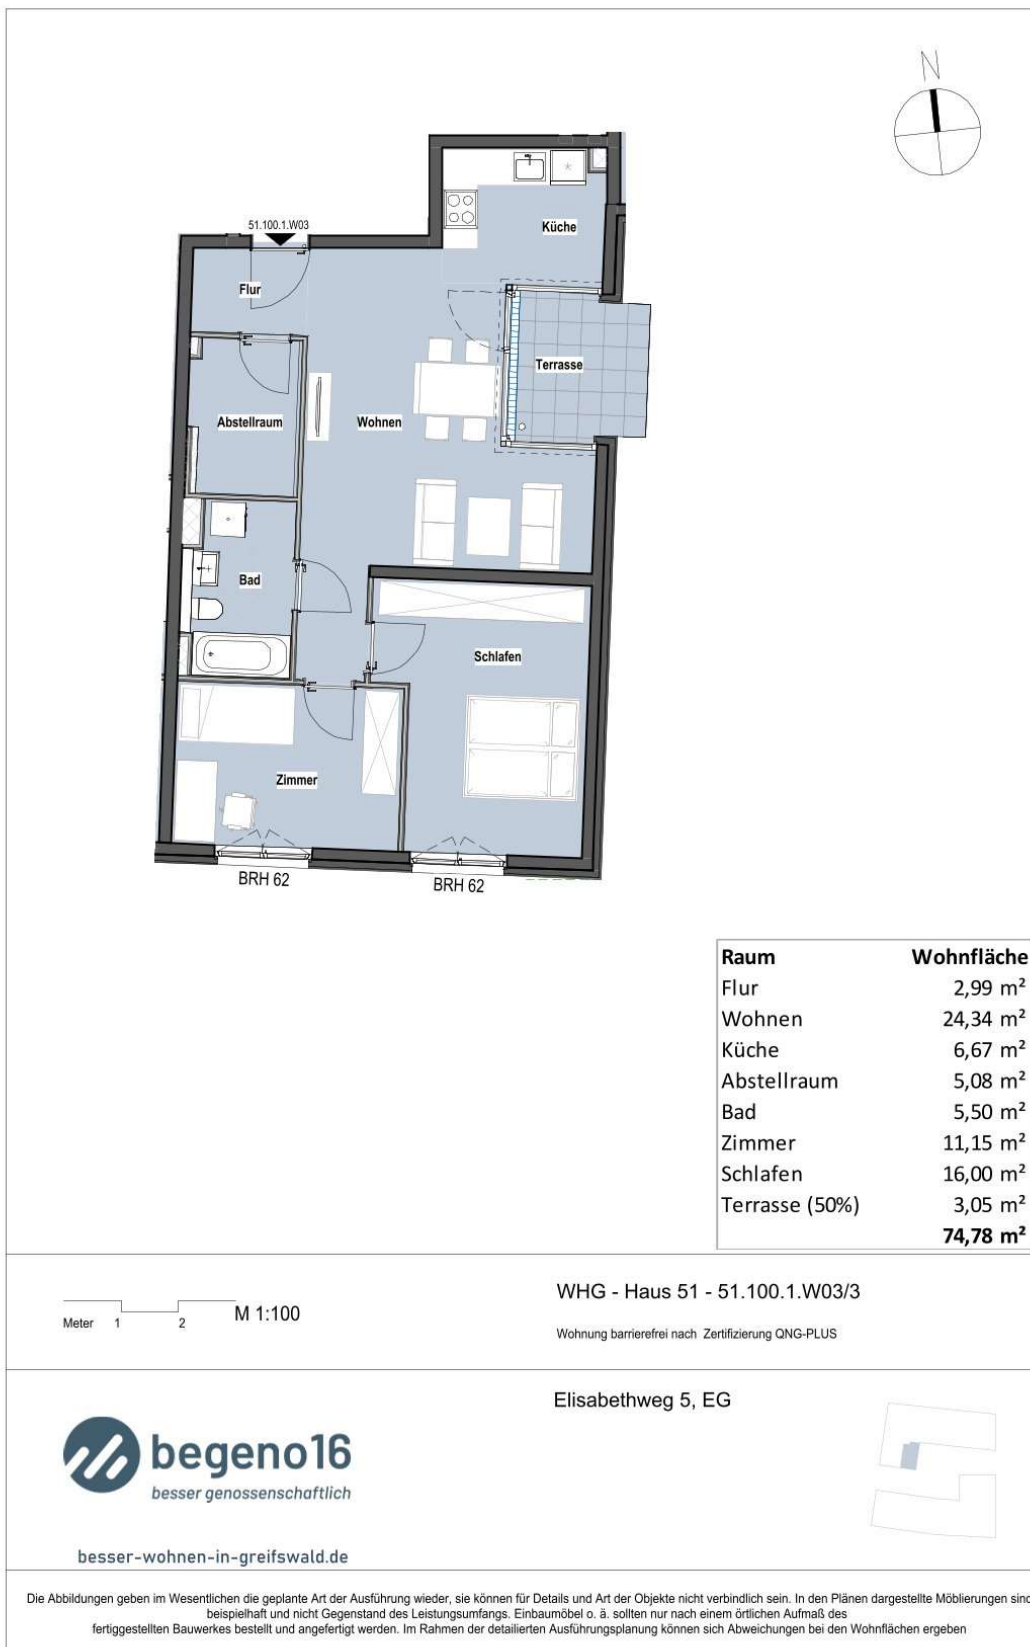 N
51.100.1.W03
Küche
Flur
Terrasse
Abstellraum
Wohnen
Bad
Schlafen
Zimmer
BRH 62
BRH 62
Raum Wohnfläche
Flur 2,99 m²
Wohnen 24,34 m²
Küche 6,67 m²
Abstellraum 5,08 m²
Bad 5,50 m²
Zimmer 11,15 m²
Schlafen 16,00 m²
Terrasse (50%) 3,05 m²
74,78 m²
Meter 1 2 M 1:100
WHG - Haus 51 - 51.100.1.W03/3
Wohnung barrierefrei nach Zertifizierung QNG-PLUS
Elisabethweg 5, EG
begeno16
besser genossenschaftlich
besser-wohnen-in-greifswald.de
Die Abbildungen geben im Wesentlichen die geplante Art der Ausführung wieder, sie können für Details und Art der Objekte nicht verbindlich sein. In den Plänen dargestellte Möblierungen sind
beispielhaft und nicht Gegenstand des Leistungsumfangs. Einbaumöbel o. ä. sollten nur nach einem örtlichen Aufmaß des
fertiggestellten Bauwerkes bestellt und angefertigt werden. Im Rahmen der detailierten Ausführungsplanung können sich Abweichungen bei den Wohnflächen ergeben